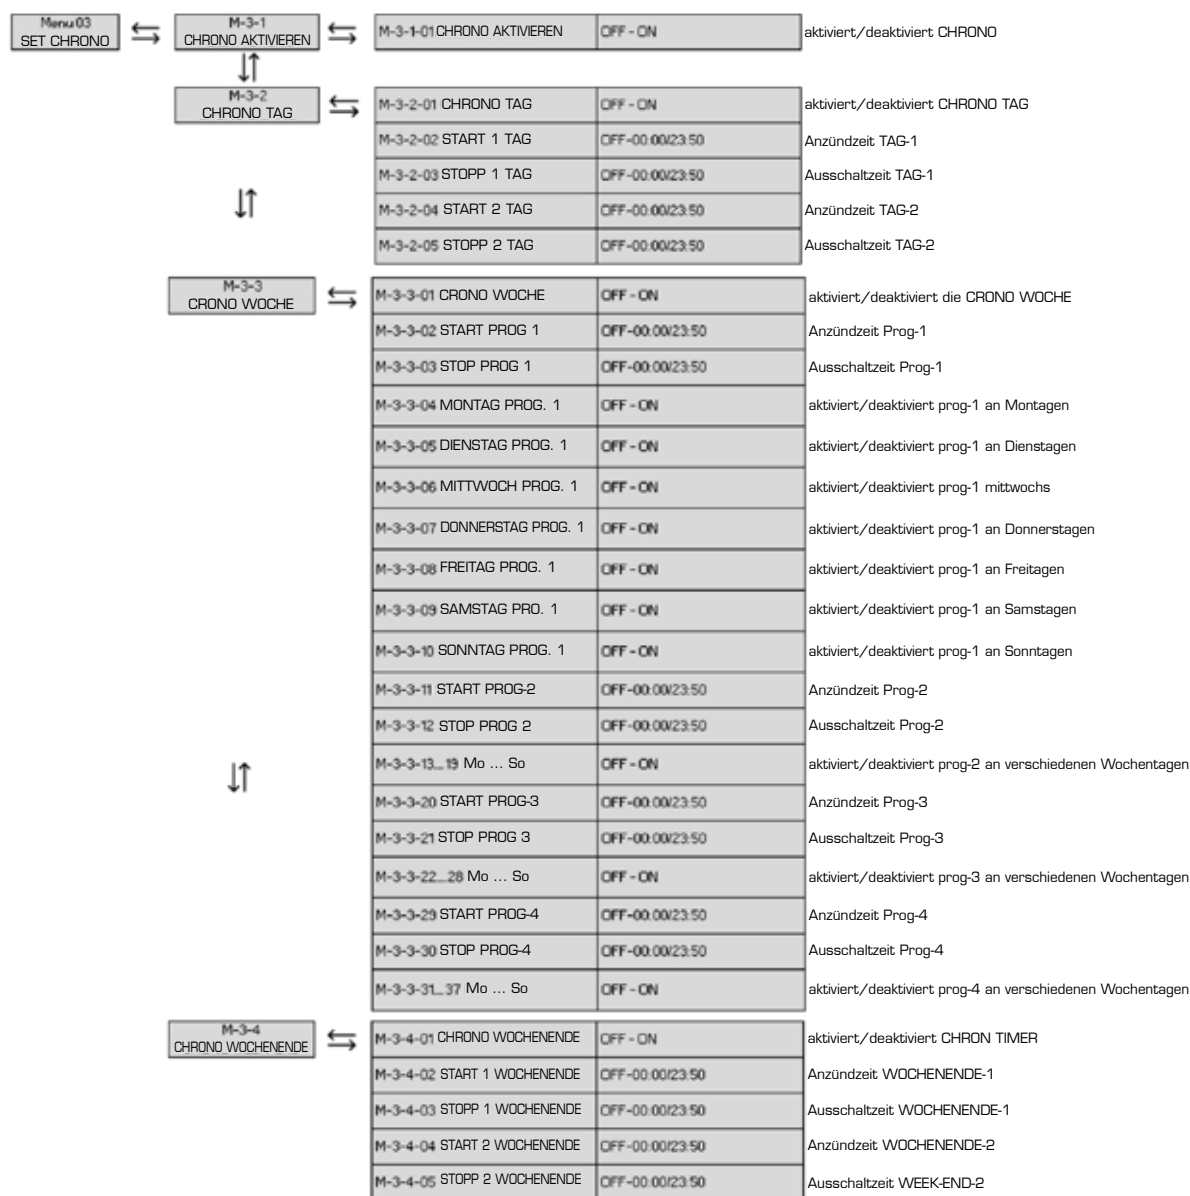 Menu 03
SET CHRONO
M-3-1
CHRONO AKTIVIEREN
M-3-1-01 CHRONO AKTIVIEREN OFF - ON aktiviert/deaktiviert CHRONO
M-3-2
CHRONO TAG
M-3-2-01 CHRONO TAG OFF - ON aktiviert/deaktiviert CHRONO TAG
M-3-2-02 START 1 TAG OFF-00:00/23:50 Anzündzeit TAG-1
M-3-2-03 STOPP 1 TAG OFF-00:00/23:50 Ausschaltzeit TAG-1
M-3-2-04 START 2 TAG OFF-00:00/23:50 Anzündzeit TAG-2
M-3-2-05 STOPP 2 TAG OFF-00:00/23:50 Ausschaltzeit TAG-2
M-3-3
CRONO WOCHE
M-3-3-01 CRONO WOCHE OFF - ON aktiviert/deaktiviert die CRONO WOCHE
M-3-3-02 START PROG 1 OFF-00:00/23:50 Anzündzeit Prog-1
M-3-3-03 STOP PROG 1 OFF-00:00/23:50 Ausschaltzeit Prog-1
M-3-3-04 MONTAG PROG. 1 OFF - ON aktiviert/deaktiviert prog-1 an Montagen
M-3-3-05 DIENSTAG PROG. 1 OFF - ON aktiviert/deaktiviert prog-1 an Dienstagen
M-3-3-06 MITTWOCH PROG. 1 OFF - ON aktiviert/deaktiviert prog-1 mittwochs
M-3-3-07 DONNERSTAG PROG. 1 OFF - ON aktiviert/deaktiviert prog-1 an Donnerstagen
M-3-3-08 FREITAG PROG. 1 OFF - ON aktiviert/deaktiviert prog-1 an Freitagen
M-3-3-09 SAMSTAG PRO. 1 OFF - ON aktiviert/deaktiviert prog-1 an Samstagen
M-3-3-10 SONNTAG PROG. 1 OFF - ON aktiviert/deaktiviert prog-1 an Sonntagen
M-3-3-11 START PROG-2 OFF-00:00/23:50 Anzündzeit Prog-2
M-3-3-12 STOP PROG 2 OFF-00:00/23:50 Ausschaltzeit Prog-2
M-3-3-13...19 Mo ... So OFF - ON aktiviert/deaktiviert prog-2 an verschiedenen Wochentagen
M-3-3-20 START PROG-3 OFF-00:00/23:50 Anzündzeit Prog-3
M-3-3-21 STOP PROG 3 OFF-00:00/23:50 Ausschaltzeit Prog-3
M-3-3-22...28 Mo ... So OFF - ON aktiviert/deaktiviert prog-3 an verschiedenen Wochentagen
M-3-3-29 START PROG-4 OFF-00:00/23:50 Anzündzeit Prog-4
M-3-3-30 STOP PROG-4 OFF-00:00/23:50 Ausschaltzeit Prog-4
M-3-3-31...37 Mo ... So OFF - ON aktiviert/deaktiviert prog-4 an verschiedenen Wochentagen
M-3-4
CHRONO WOCHENENDE
M-3-4-01 CHRONO WOCHENENDE OFF - ON aktiviert/deaktiviert CHRON TIMER
M-3-4-02 START 1 WOCHENENDE OFF-00:00/23:50 Anzündzeit WOCHENENDE-1
M-3-4-03 STOPP 1 WOCHENENDE OFF-00:00/23:50 Ausschaltzeit WOCHENENDE-1
M-3-4-04 START 2 WOCHENENDE OFF-00:00/23:50 Anzündzeit WOCHENENDE-2
M-3-4-05 STOPP 2 WOCHENENDE OFF-00:00/23:50 Ausschaltzeit WEEK-END-2